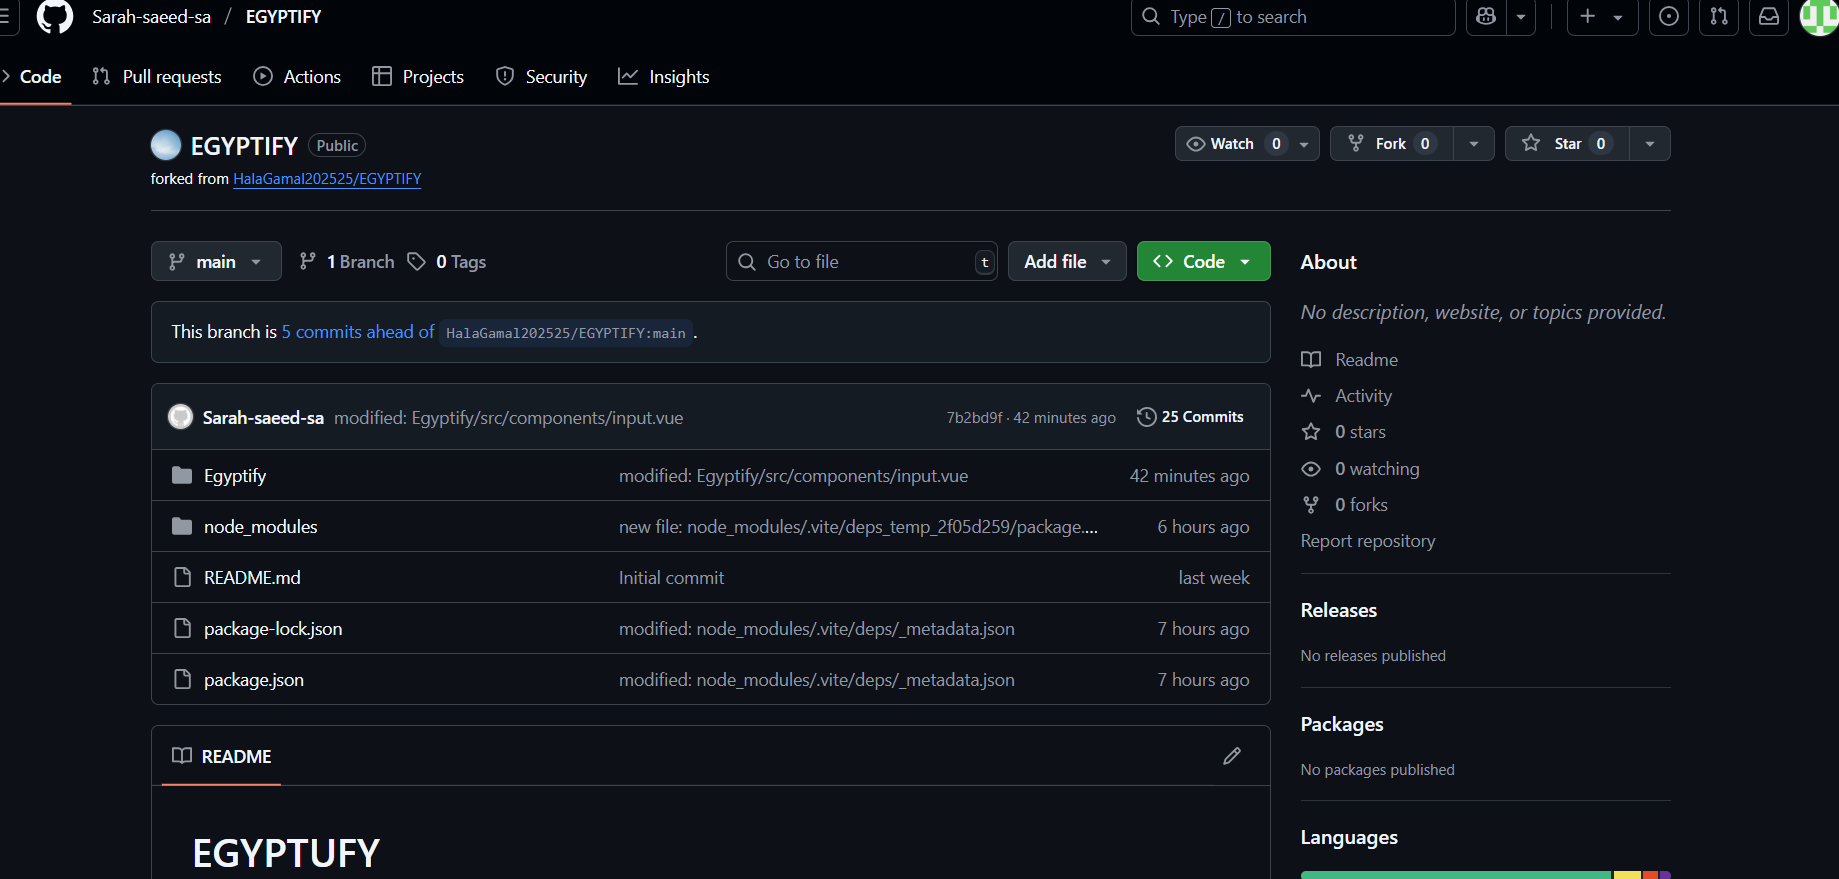 Sarah-saeed-sa / EGYPTIFY
Type / to search
Code Pull requests Actions Projects Security Insights
EGYPTIFY Public
Watch 0 Fork 0 Star 0
forked from HalaGamal202525/EGYPTIFY
main 1 Branch 0 Tags Go to file t Add file Code
This branch is 5 commits ahead of HalaGamal202525/EGYPTIFY:main .
Sarah-saeed-sa modified: Egyptify/src/components/input.vue 7b2bd9f · 42 minutes ago 25 Commits
Egyptify modified: Egyptify/src/components/input.vue 42 minutes ago
node_modules new file: node_modules/.vite/deps_temp_2f05d259/package.... 6 hours ago
README.md Initial commit last week
package-lock.json modified: node_modules/.vite/deps/_metadata.json 7 hours ago
package.json modified: node_modules/.vite/deps/_metadata.json 7 hours ago
README
EGYPTUFY
About
No description, website, or topics provided.
Readme
Activity
0 stars
0 watching
0 forks
Report repository
Releases
No releases published
Packages
No packages published
Languages